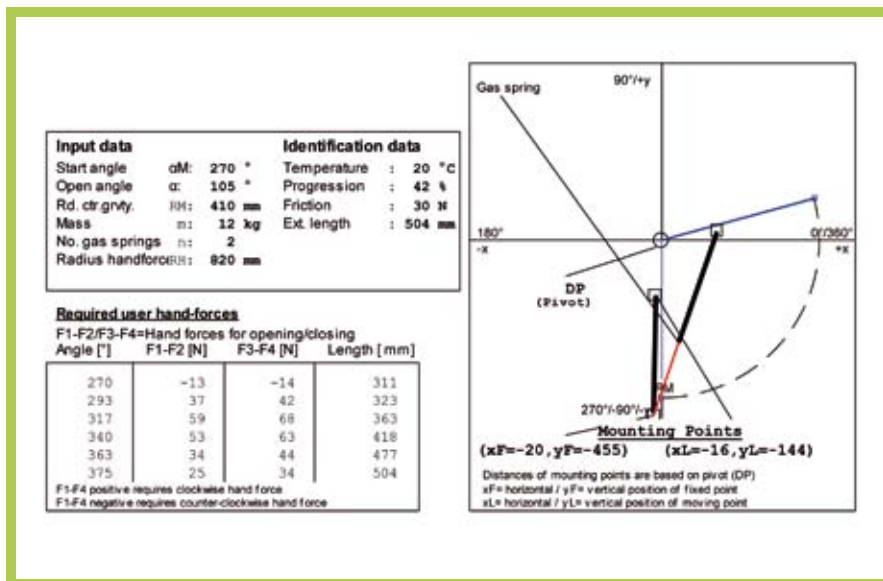 Input data Identification data
Start angle αM: 270 ° Temperature : 20 °C
Open angle α: 105 ° Progression : 42 %
Rd. ctr.grvty. RM: 410 mm Friction : 30 N
Mass m: 12 kg Ext. length : 504 mm
No. gas springs n: 2
Radius handforce RH: 820 mm
Required user hand-forces
F1-F2/F3-F4=Hand forces for opening/closing
Angle [°] F1-F2 [N] F3-F4 [N] Length [mm]
270 -13 -14 311
293 37 42 323
317 59 68 363
340 53 63 418
363 34 44 477
375 25 34 504
F1-F4 positive requires clockwise hand force
F1-F4 negative requires counter-clockwise hand force
90°/+y
Gas spring
180°
-x
0°/360°
+x
DP
(Pivot)
270°/-90°/-y
Mounting Points
(xF=-20,yF=-455) (xL=-16,yL=-144)
Distances of mounting points are based on pivot (DP)
xF= horizontal / yF= vertical position of fixed point
xL= horizontal / yL= vertical position of moving point